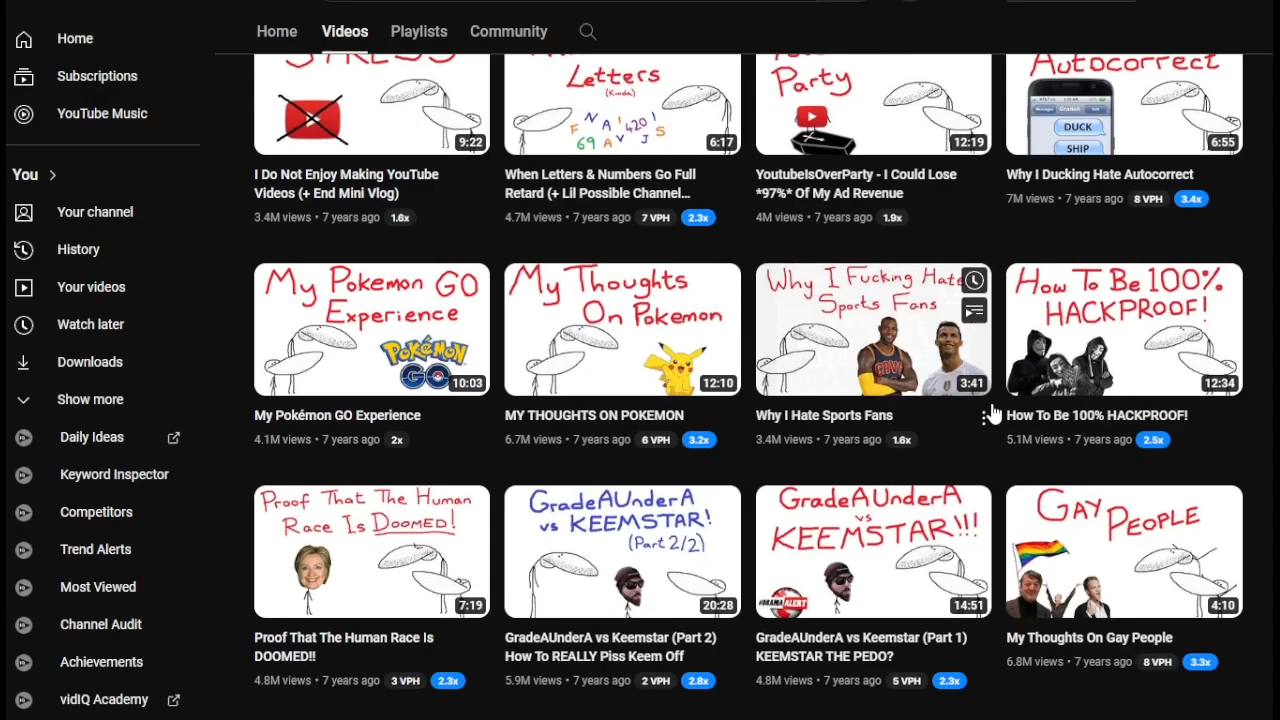 Home
Subscriptions
YouTube Music
You
Your channel
History
Your videos
Watch later
Downloads
Show more
Daily Ideas
Keyword Inspector
Competitors
Trend Alerts
Most Viewed
Channel Audit
Achievements
vidIQ Academy
Home Videos Playlists Community
STRESS
9:22
I Do Not Enjoy Making YouTube
Videos (+ End Mini Vlog)
3.4M views • 7 years ago 1.6x
Letters
(Kinda)
6:17
When Letters & Numbers Go Full
Retard (+ Lil Possible Channel...
4.7M views • 7 years ago 7 VPH 2.3x
Party
12:19
YoutubeIsOverParty - I Could Lose
*97%* Of My Ad Revenue
4M views • 7 years ago 1.9x
Autocorrect
DUCK
SHIP
6:55
Why I Ducking Hate Autocorrect
7M views • 7 years ago 8 VPH 3.4x
My Pokemon GO
Experience
POKéMON
GO
10:03
My Pokémon GO Experience
4.1M views • 7 years ago 2x
My Thoughts
On Pokemon
12:10
MY THOUGHTS ON POKEMON
6.7M views • 7 years ago 6 VPH 3.2x
Why I Fucking Hate
Sports Fans
3:41
Why I Hate Sports Fans
3.4M views • 7 years ago 1.6x
How To Be 100%
HACKPROOF!
12:34
How To Be 100% HACKPROOF!
5.1M views • 7 years ago 2.5x
Proof That The Human
Race Is DOOMED!
7:19
Proof That The Human Race Is
DOOMED!!
4.8M views • 7 years ago 3 VPH 2.3x
GradeAUnderA
vs KEEMSTAR!
(Part 2/2)
20:28
GradeAUnderA vs Keemstar (Part 2)
How To REALLY Piss Keem Off
5.9M views • 7 years ago 2 VPH 2.8x
GradeAUnderA
vs
KEEMSTAR!!!
#DRAMAALERT
14:51
GradeAUnderA vs Keemstar (Part 1)
KEEMSTAR THE PEDO?
4.8M views • 7 years ago 5 VPH 2.3x
GAY
PEOPLE
4:10
My Thoughts On Gay People
6.8M views • 7 years ago 8 VPH 3.3x